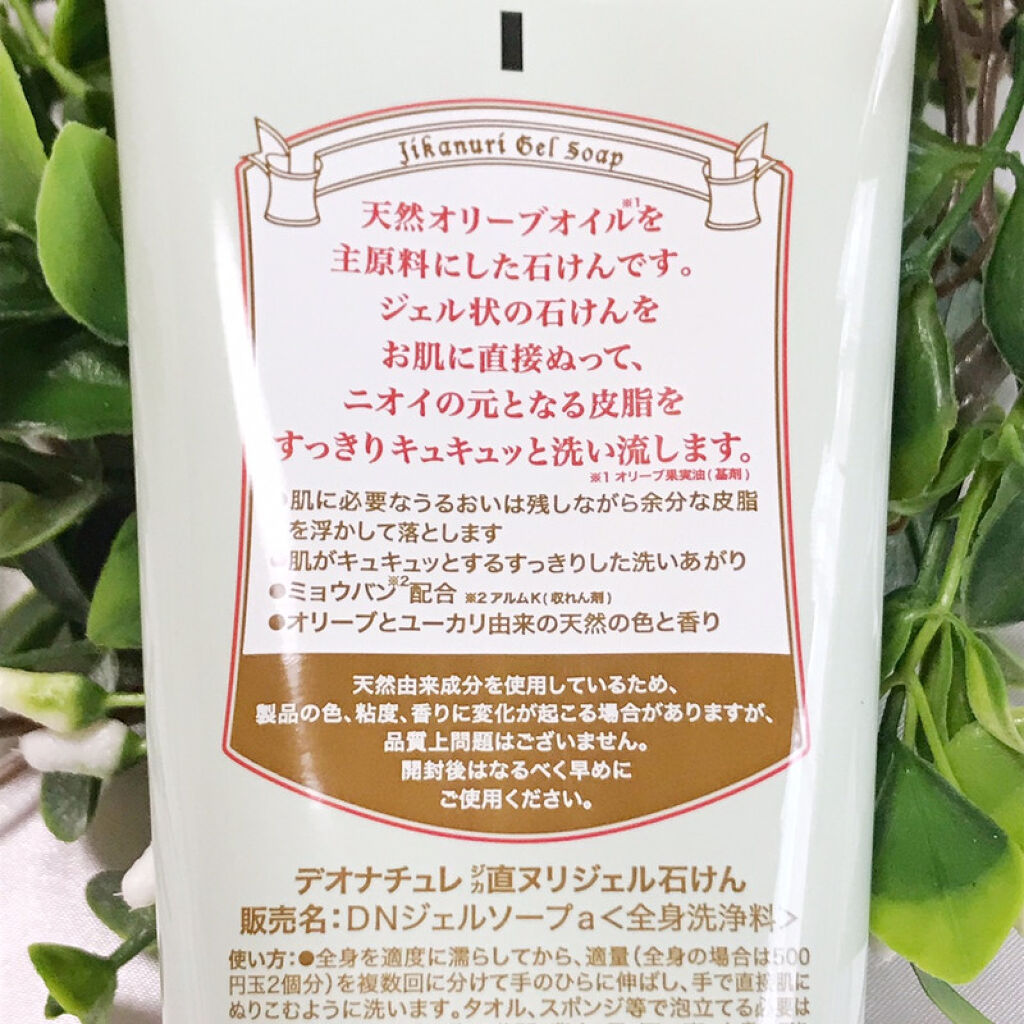 Jikanuri Gel Soap
天然オリーブオイル※1を
主原料にした石けんです。
ジェル状の石けんを
お肌に直接ぬって、
ニオイの元となる皮脂を
すっきりキュキュッと洗い流します。
※1 オリーブ果実油(基剤)
●肌に必要なうるおいは残しながら余分な皮脂
を浮かして落とします
●肌がキュキュッとするすっきりした洗いあがり
●ミョウバン※2配合 ※2 アルムK(収れん剤)
●オリーブとユーカリ由来の天然の色と香り
天然由来成分を使用しているため、
製品の色、粘度、香りに変化が起こる場合がありますが、
品質上問題はございません。
開封後はなるべく早めに
ご使用ください。
デオナチュレ ジカ直ヌリジェル石けん
販売名:DNジェルソープa<全身洗浄料>
使い方:●全身を適度に濡らしてから、適量(全身の場合は500
円玉2個分)を複数回に分けて手のひらに伸ばし、手で直接肌に
ぬりこむように洗います。タオル、スポンジ等で泡立てる必要は